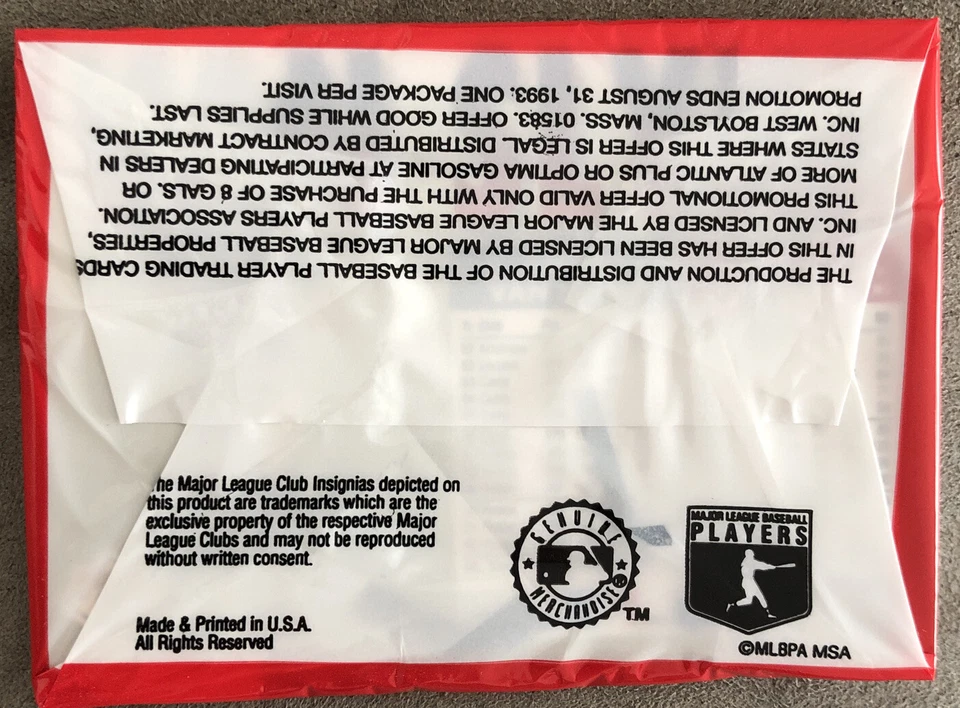 THE PRODUCTION AND DISTRIBUTION OF THE BASEBALL PLAYER TRADING CARDS
IN THIS OFFER HAS BEEN LICENSED BY MAJOR LEAGUE BASEBALL PROPERTIES,
INC. AND LICENSED BY THE MAJOR LEAGUE BASEBALL PLAYERS ASSOCIATION.
THIS PROMOTIONAL OFFER VALID ONLY WITH THE PURCHASE OF 8 GALS. OR
MORE OF ATLANTIC PLUS OR OPTIMA GASOLINE AT PARTICIPATING DEALERS IN
STATES WHERE THIS OFFER IS LEGAL. DISTRIBUTED BY CONTRACT MARKETING,
INC. WEST BOYLSTON, MASS. 01583. OFFER GOOD WHILE SUPPLIES LAST.
PROMOTION ENDS AUGUST 31, 1993. ONE PACKAGE PER VISIT.
he Major League Club Insignias depicted on
this product are trademarks which are the
exclusive property of the respective Major
League Clubs and may not be reproduced
without written consent.
Made & Printed in U.S.A.
All Rights Reserved
GENUINE
MERCHANDISE®
TM
MAJOR LEAGUE BASEBALL
PLAYERS
©MLBPA MSA